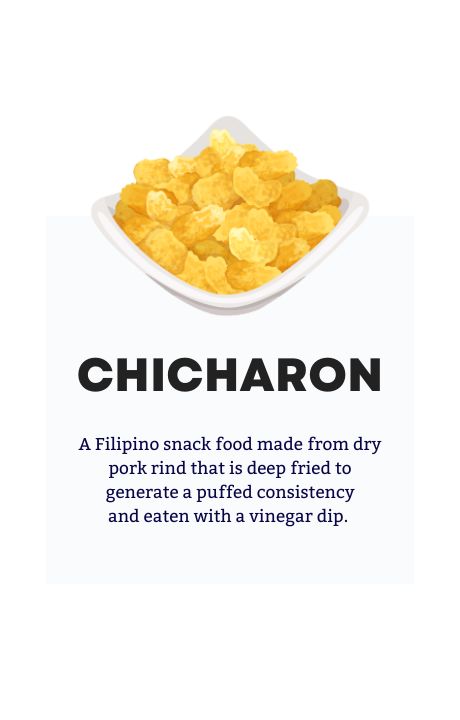 CHICHARON
A Filipino snack food made from dry
pork rind that is deep fried to
generate a puffed consistency
and eaten with a vinegar dip.